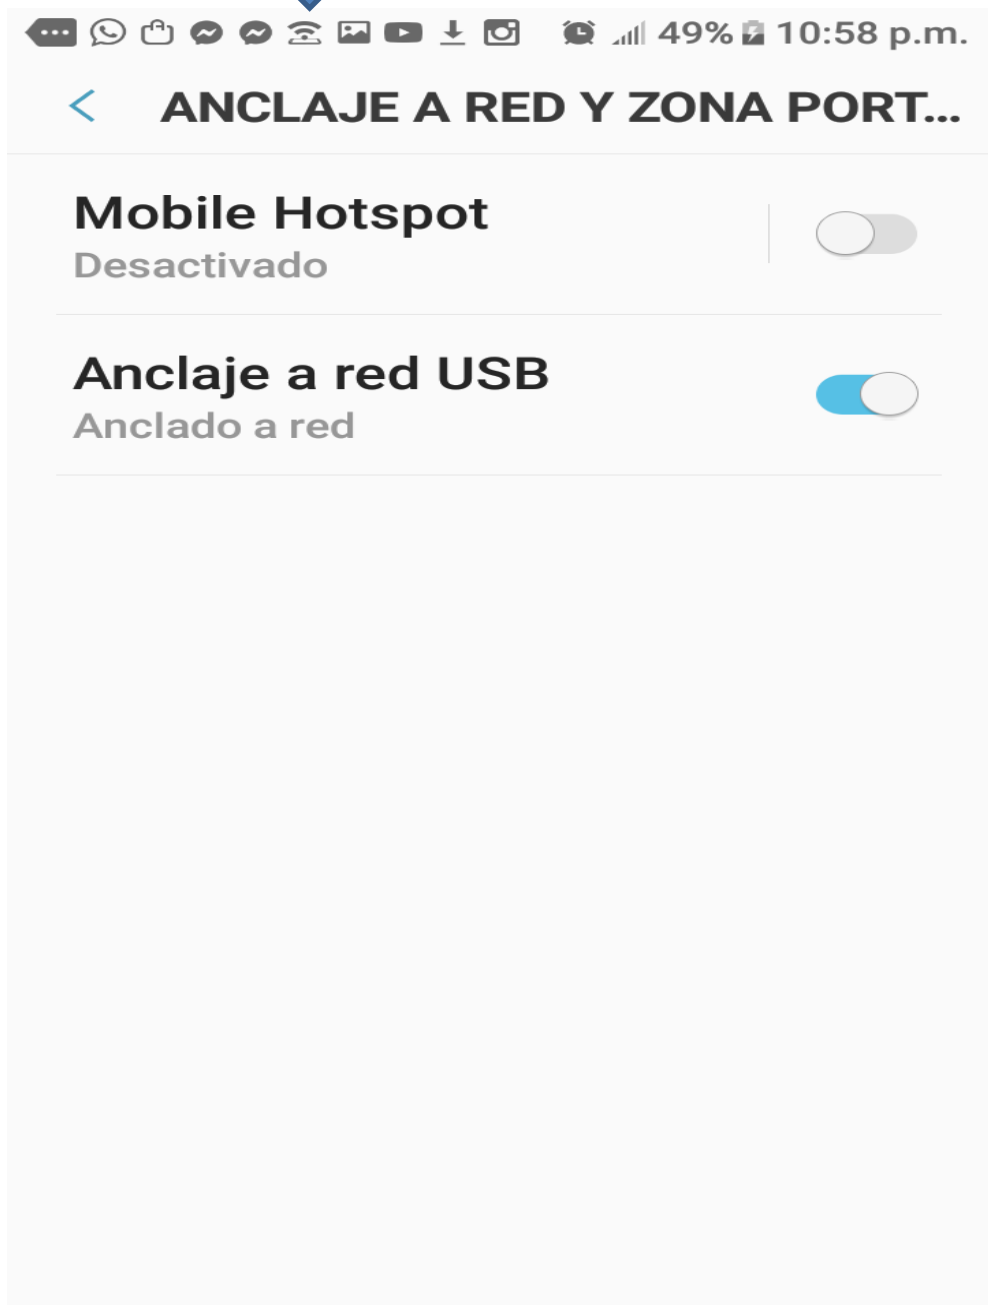 49% 10:58 p.m.
ANCLAJE A RED Y ZONA PORT...
Mobile Hotspot
Desactivado
Anclaje a red USB
Anclado a red